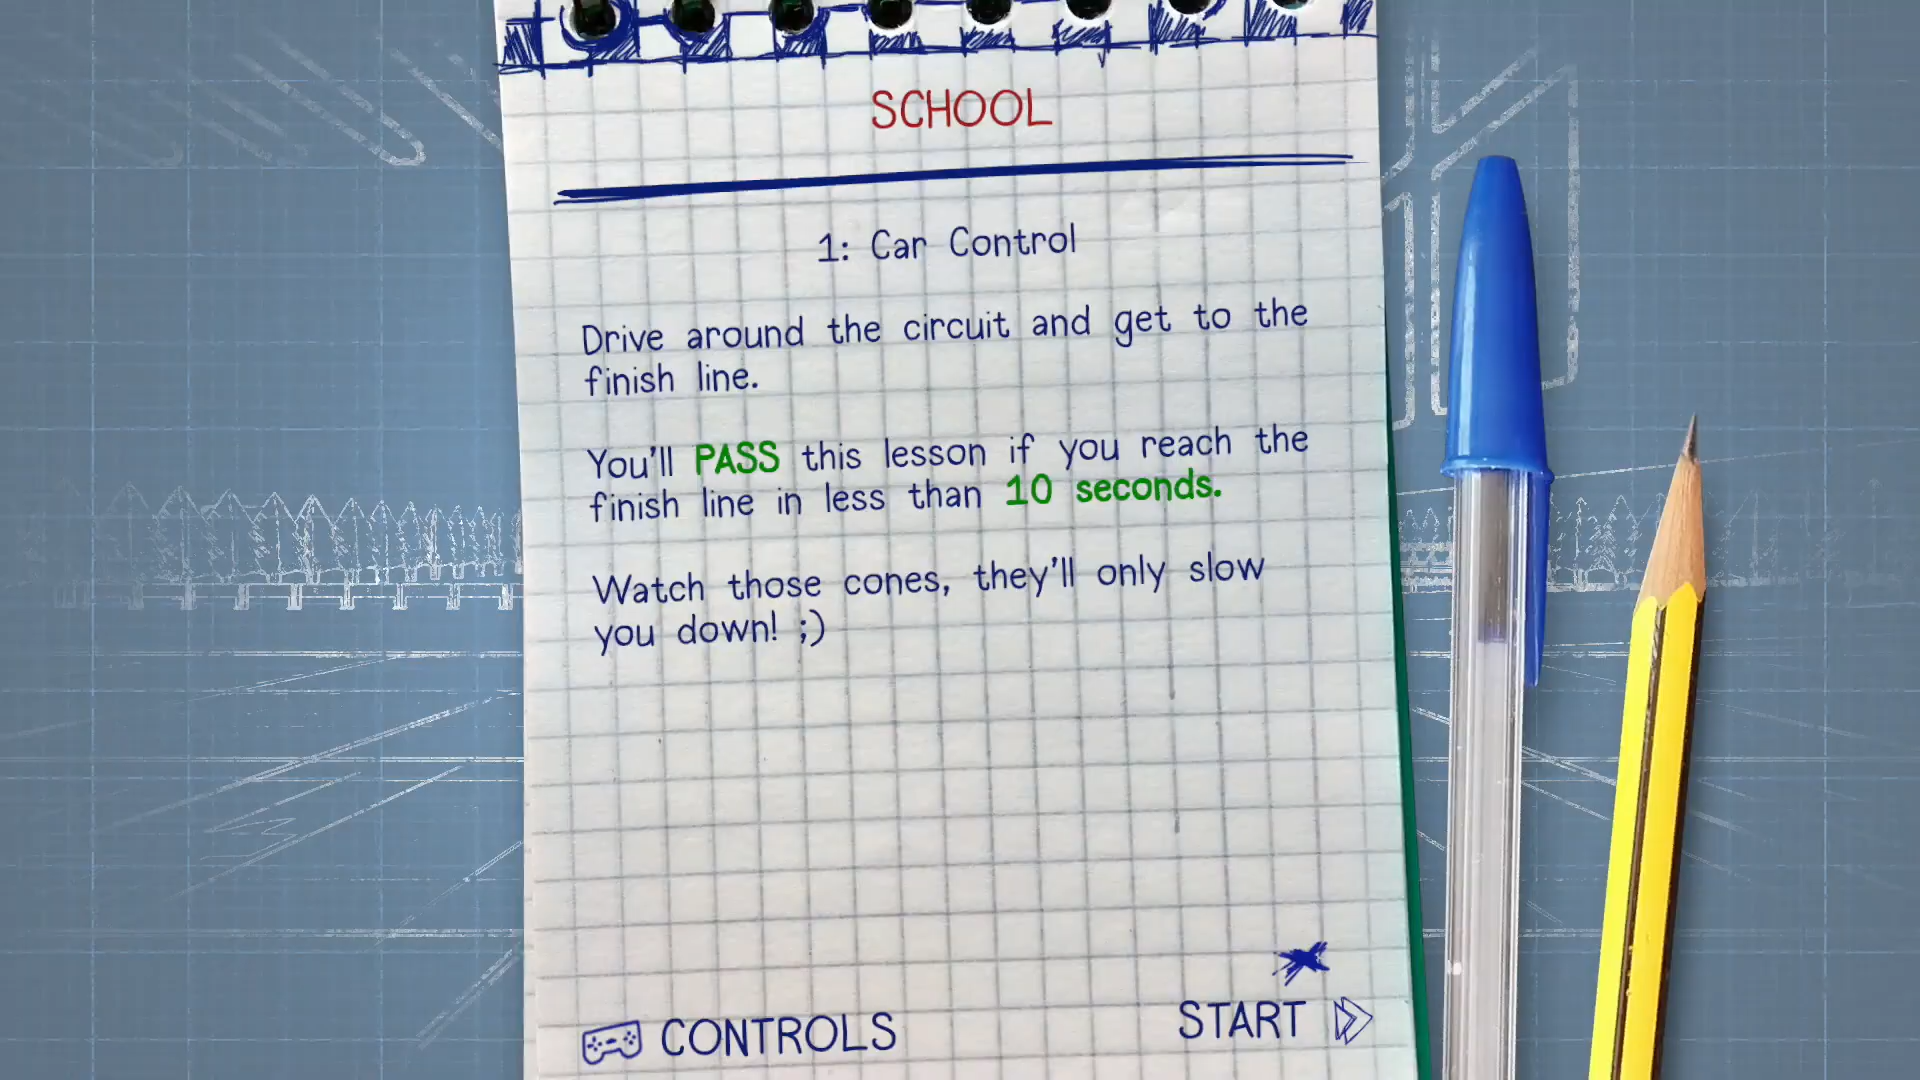 SCHOOL
1: Car Control
Drive around the circuit and get to the
finish line.
You'll PASS this lesson if you reach the
finish line in less than 10 seconds.
Watch those cones, they'll only slow
you down! ;)
CONTROLS
START